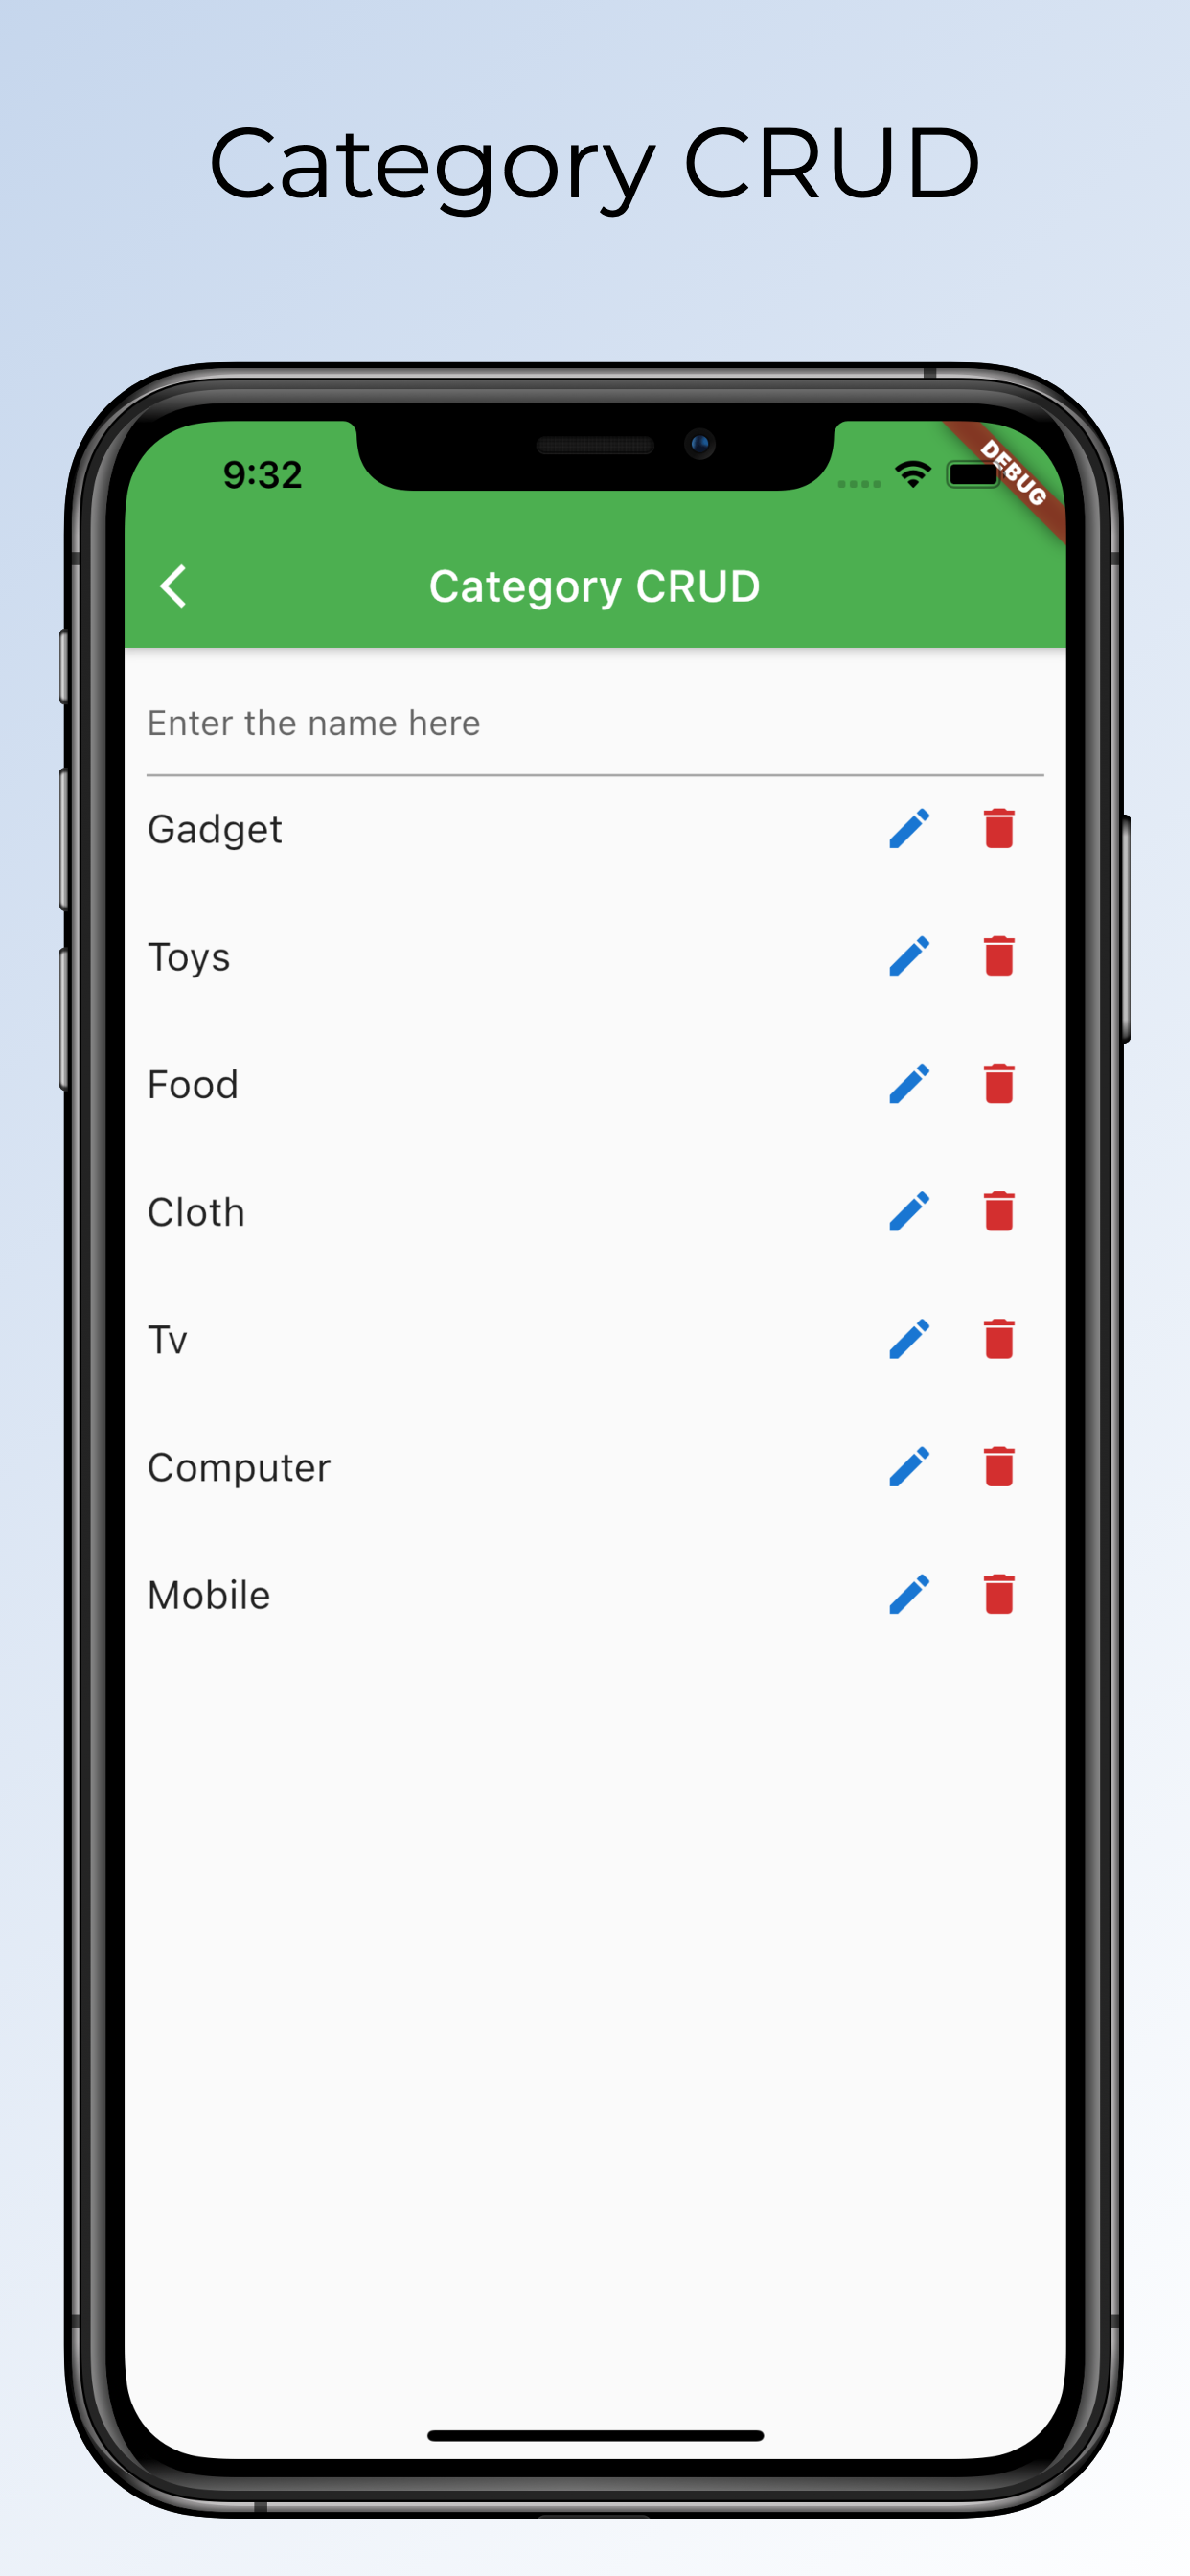 Category CRUD
9:32
DEBUG
Category CRUD
Enter the name here
Gadget
Toys
Food
Cloth
Tv
Computer
Mobile